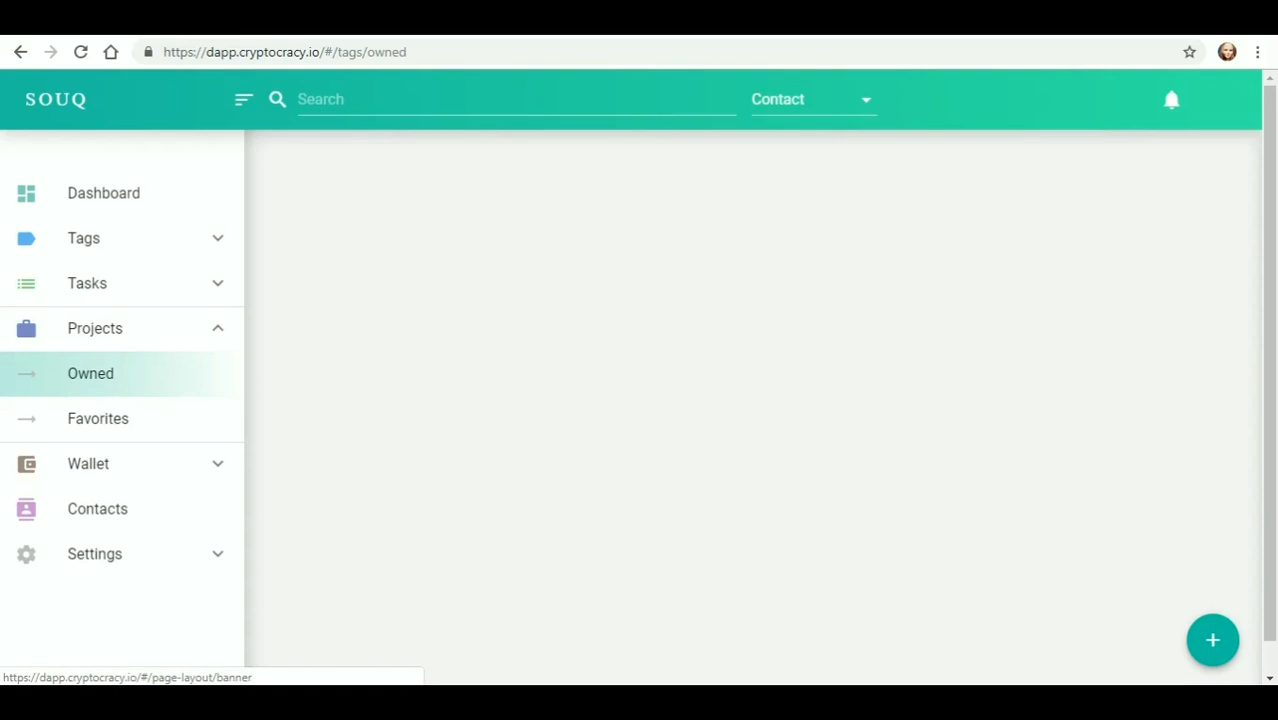 https://dapp.cryptocracy.io/#/tags/owned
SOUQ
Search
Contact
Dashboard
Tags
Tasks
Projects
Owned
Favorites
Wallet
Contacts
Settings
+
https://dapp.cryptocracy.io/#/page-layout/banner